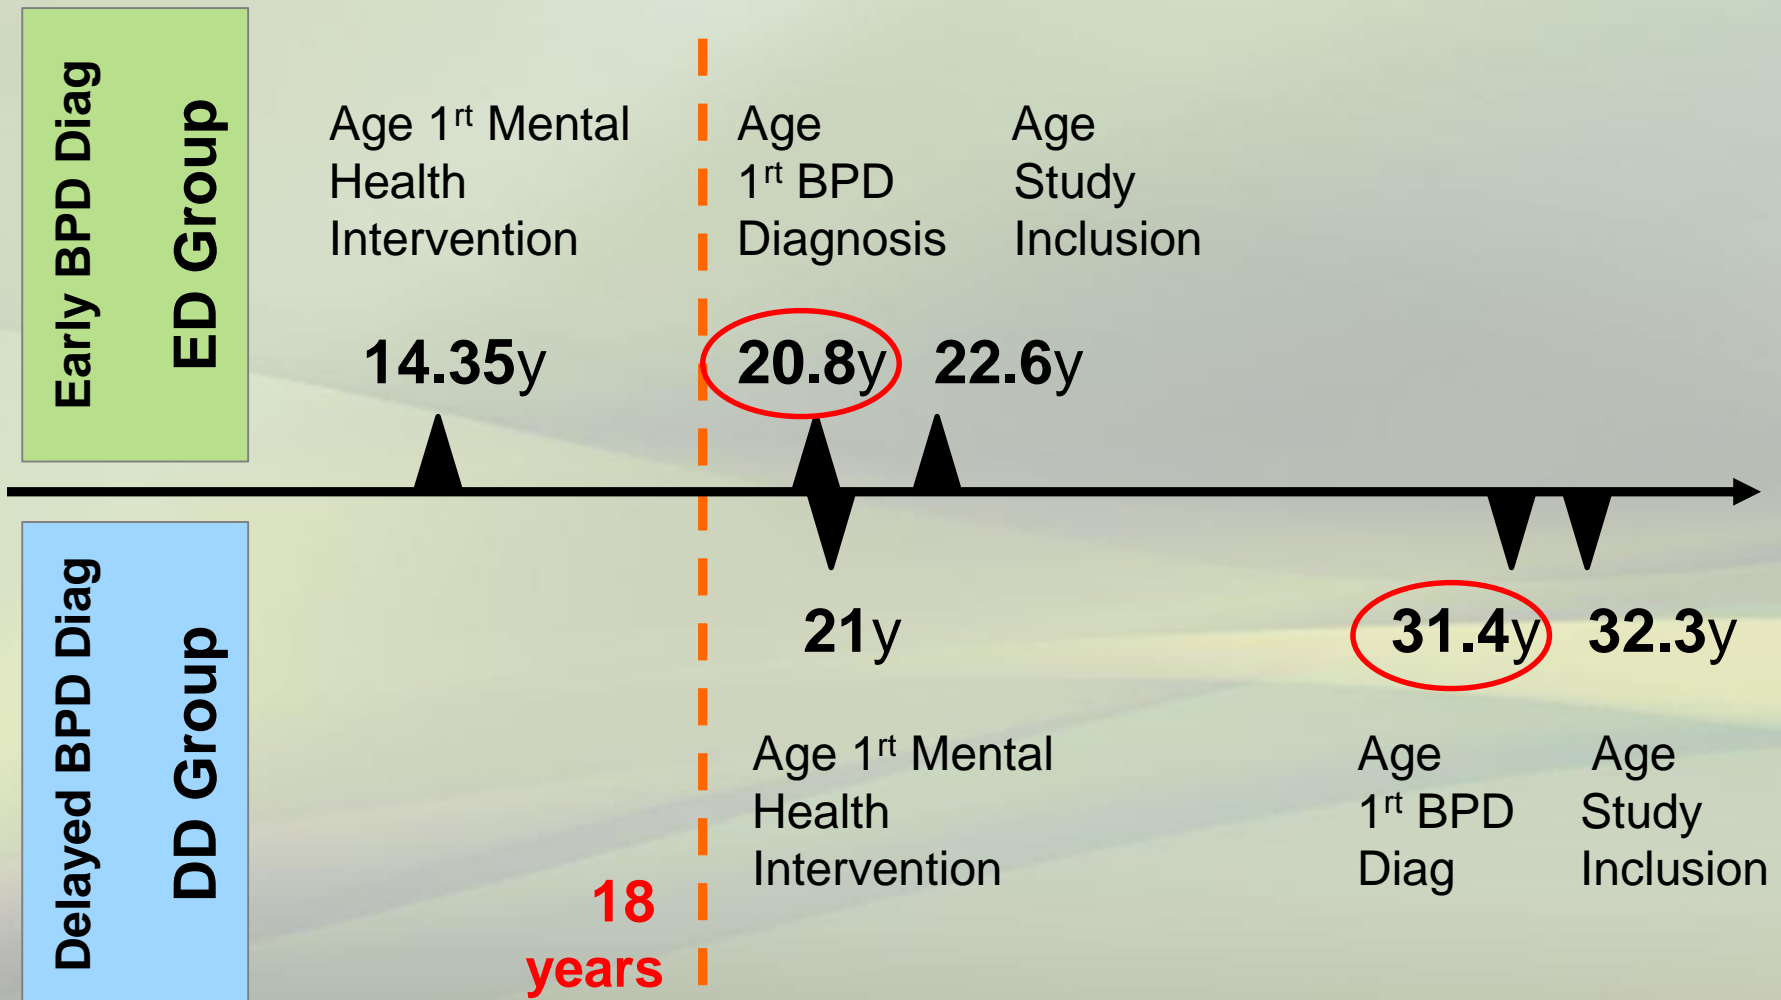 Early BPD Diag
ED Group
Age 1rt Mental
Health
Intervention
Age
1rt BPD
Diagnosis
Age
Study
Inclusion
14.35y
20.8y
22.6y
Delayed BPD Diag
DD Group
21y
31.4y
32.3y
Age 1rt Mental
Health
Intervention
Age
1rt BPD
Diag
Age
Study
Inclusion
18
years